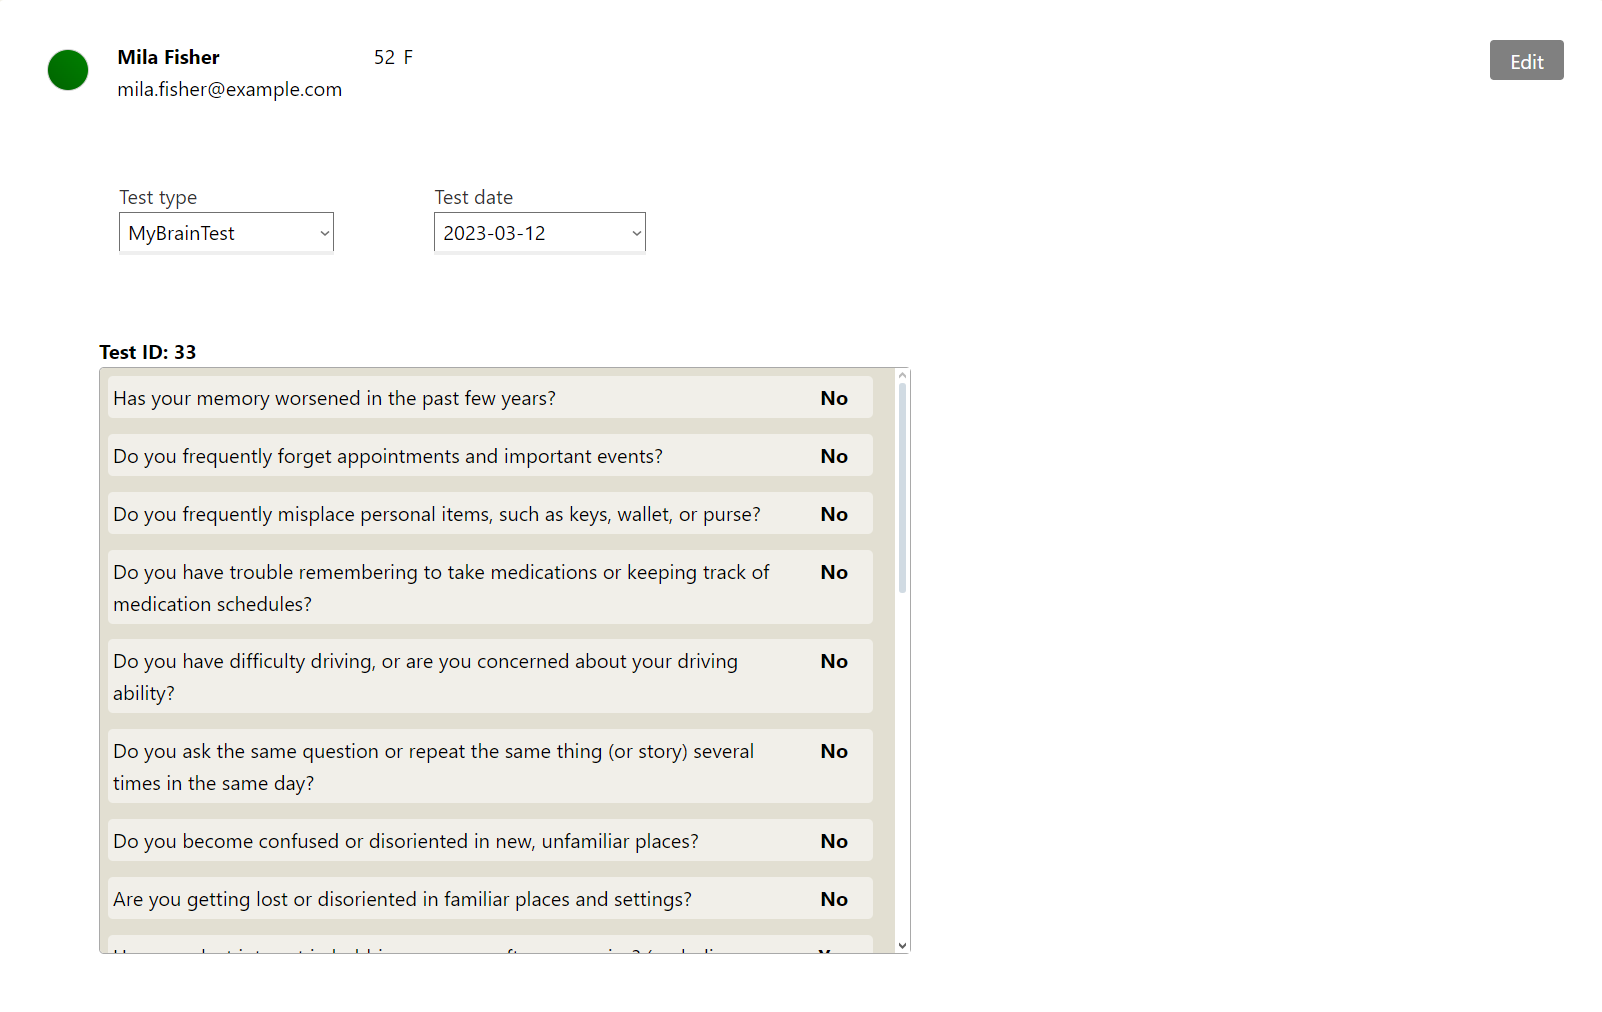 Mila Fisher 52 F
Edit
mila.fisher@example.com
Test type
Test date
MyBrainTest
2023-03-12
Test ID: 33
Has your memory worsened in the past few years? No
Do you frequently forget appointments and important events? No
Do you frequently misplace personal items, such as keys, wallet, or purse? No
Do you have trouble remembering to take medications or keeping track of No
medication schedules?
Do you have difficulty driving, or are you concerned about your driving No
ability?
Do you ask the same question or repeat the same thing (or story) several No
times in the same day?
Do you become confused or disoriented in new, unfamiliar places? No
Are you getting lost or disoriented in familiar places and settings? No